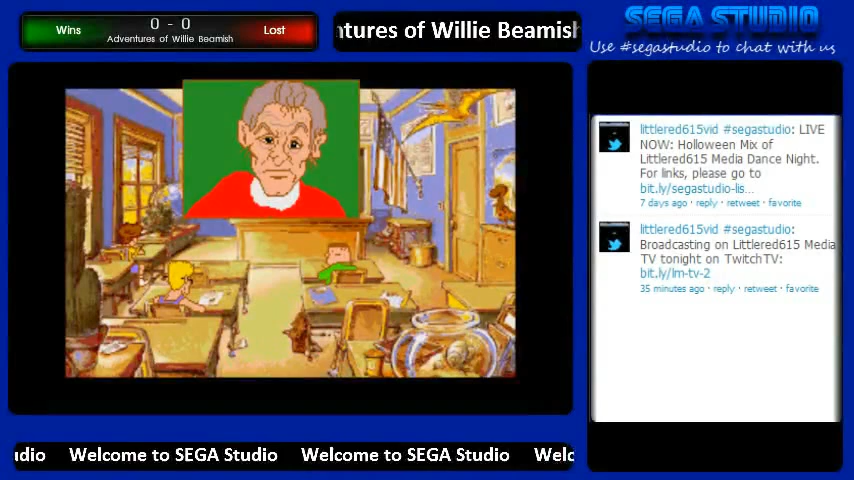 Wins
0 - 0
Lost
Adventures of Willie Beamish
ntures of Willie Beamish
SEGA STUDIO
Use #segastudio to chat with us
littlered615vid #segastudio: LIVE
NOW: Holloween Mix of
Littlered615 Media Dance Night.
For links, please go to
bit.ly/segastudio-lis...
7 days ago · reply · retweet · favorite
littlered615vid #segastudio:
Broadcasting on Littlered615 Media
TV tonight on TwitchTV:
bit.ly/lm-tv-2
35 minutes ago · reply · retweet · favorite
udio Welcome to SEGA Studio Welcome to SEGA Studio Welc